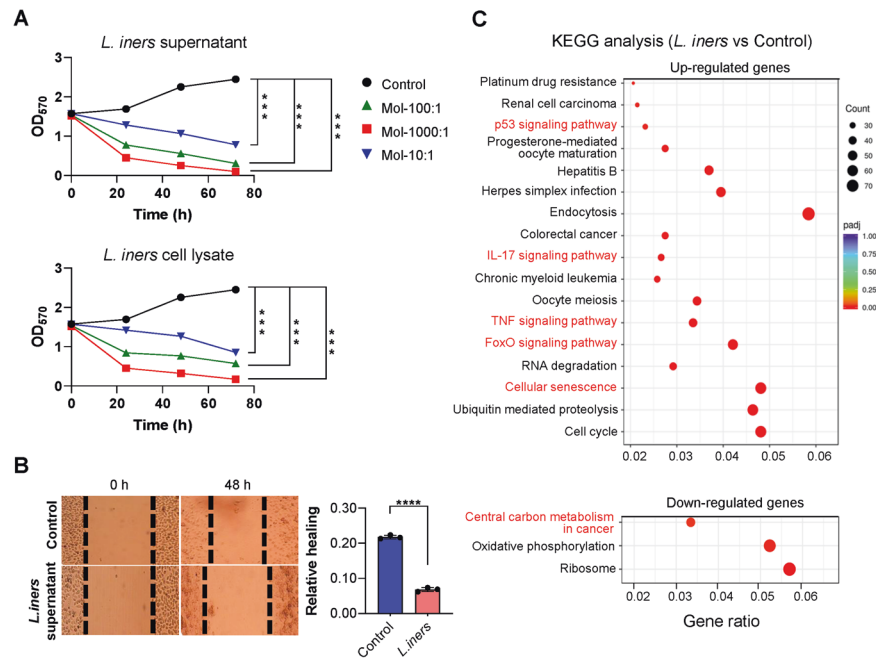 A
L. iners supernatant
OD570
3
2
1
0
0 20 40 60 80
Time (h)
***
***
***
Control
Mol-100:1
Mol-1000:1
Mol-10:1
L. iners cell lysate
OD570
3
2
1
0
0 20 40 60 80
Time (h)
***
***
***
B
0 h
48 h
Control
L.iners
supernatant
Relative healing
0.30
0.20
0.10
0.00
****
Control
L.iners
C
KEGG analysis (L. iners vs Control)
Up-regulated genes
Platinum drug resistance
Renal cell carcinoma
p53 signaling pathway
Progesterone-mediated
oocyte maturation
Hepatitis B
Herpes simplex infection
Endocytosis
Colorectal cancer
IL-17 signaling pathway
Chronic myeloid leukemia
Oocyte meiosis
TNF signaling pathway
FoxO signaling pathway
RNA degradation
Cellular senescence
Ubiquitin mediated proteolysis
Cell cycle
0.02 0.03 0.04 0.05 0.06
Count
30
40
50
60
70
padj
1.00
0.75
0.50
0.25
0.00
Down-regulated genes
Central carbon metabolism
in cancer
Oxidative phosphorylation
Ribosome
0.02 0.03 0.04 0.05 0.06
Gene ratio